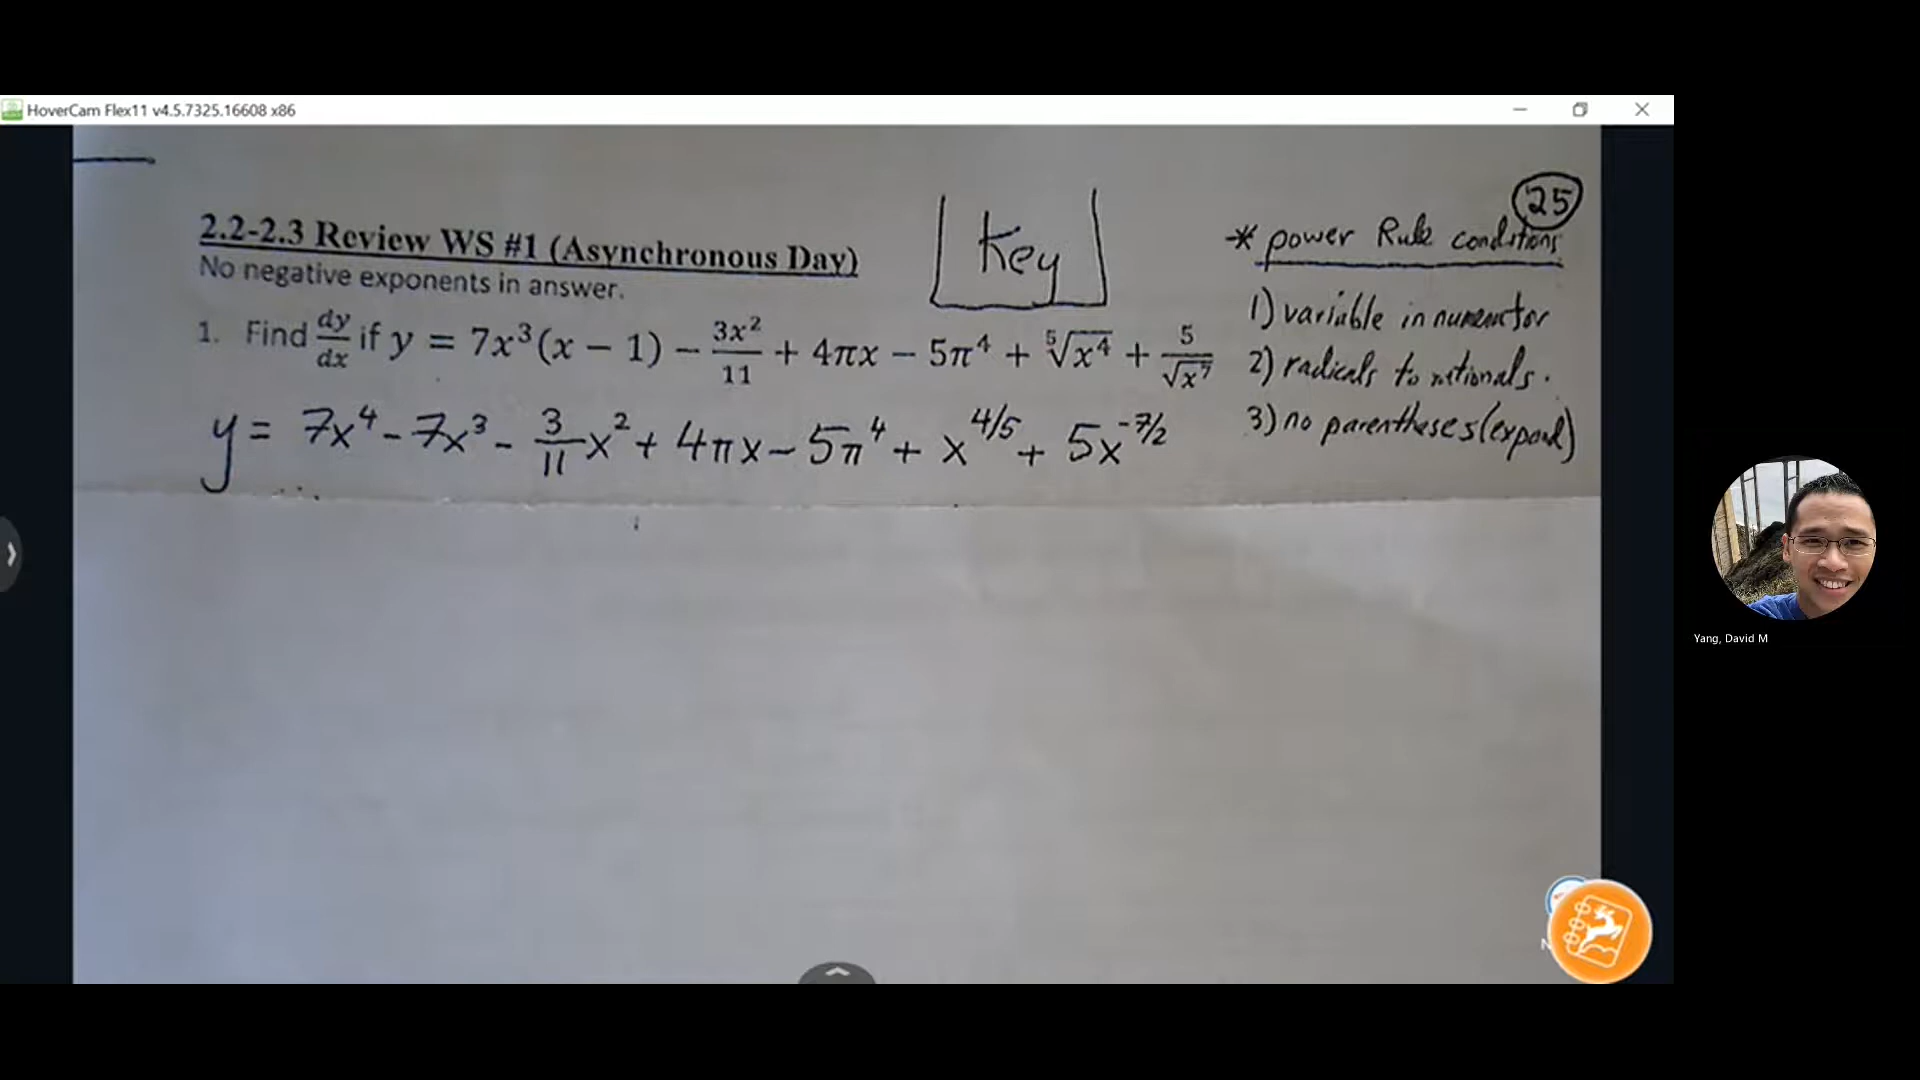 HoverCam Flex11 v4.5.7325.16608 x86
25
2.2-2.3 Review WS #1 (Asynchronous Day)
Key
* power Rule conditions
No negative exponents in answer.
1) variable in numerator
1. Find dy/dx if y = 7x³(x − 1) − 3x²/11 + 4πx − 5π⁴ + ⁵√x⁴ + 5/√x⁷
2) radicals to rationals.
y = 7x⁴ - 7x³ - 3/11 x² + 4πx - 5π⁴ + x^4/5 + 5x^-7/2
3) no parentheses (expand)
Yang, David M